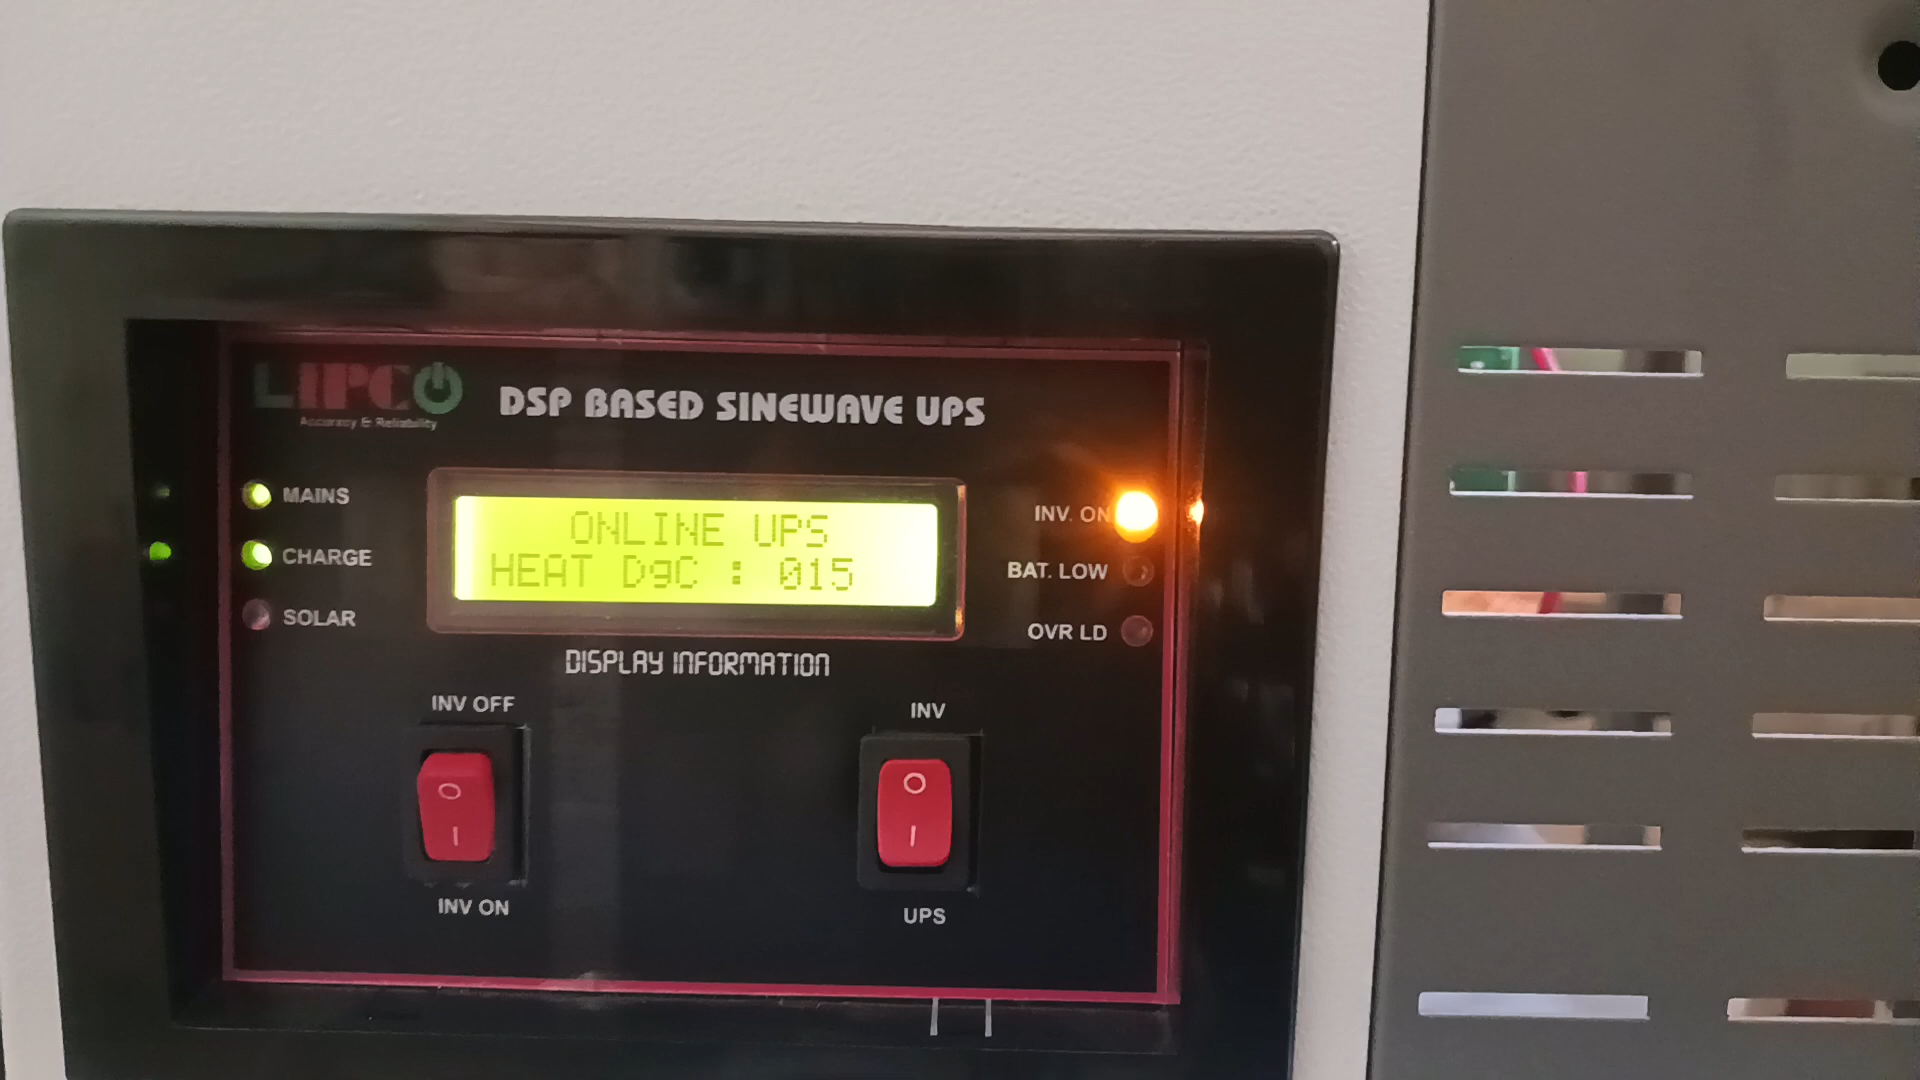 LIPCO
Accuracy & Reliability
DSP BASED SINEWAVE UPS
MAINS
CHARGE
SOLAR
ONLINE UPS
HEAT DgC : 015
INV. ON
BAT. LOW
OVR LD
DISPLAY INFORMATION
INV OFF
O
I
INV ON
INV
O
I
UPS